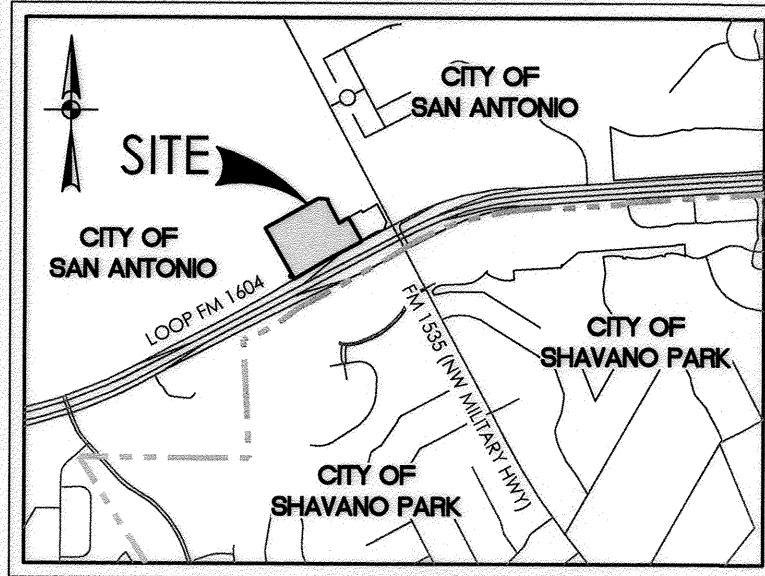 CITY OF
SAN ANTONIO
SITE
CITY OF
SAN ANTONIO
LOOP FM 1604
FM 1535 (NW MILITARY HWY)
CITY OF
SHAVANO PARK
CITY OF
SHAVANO PARK